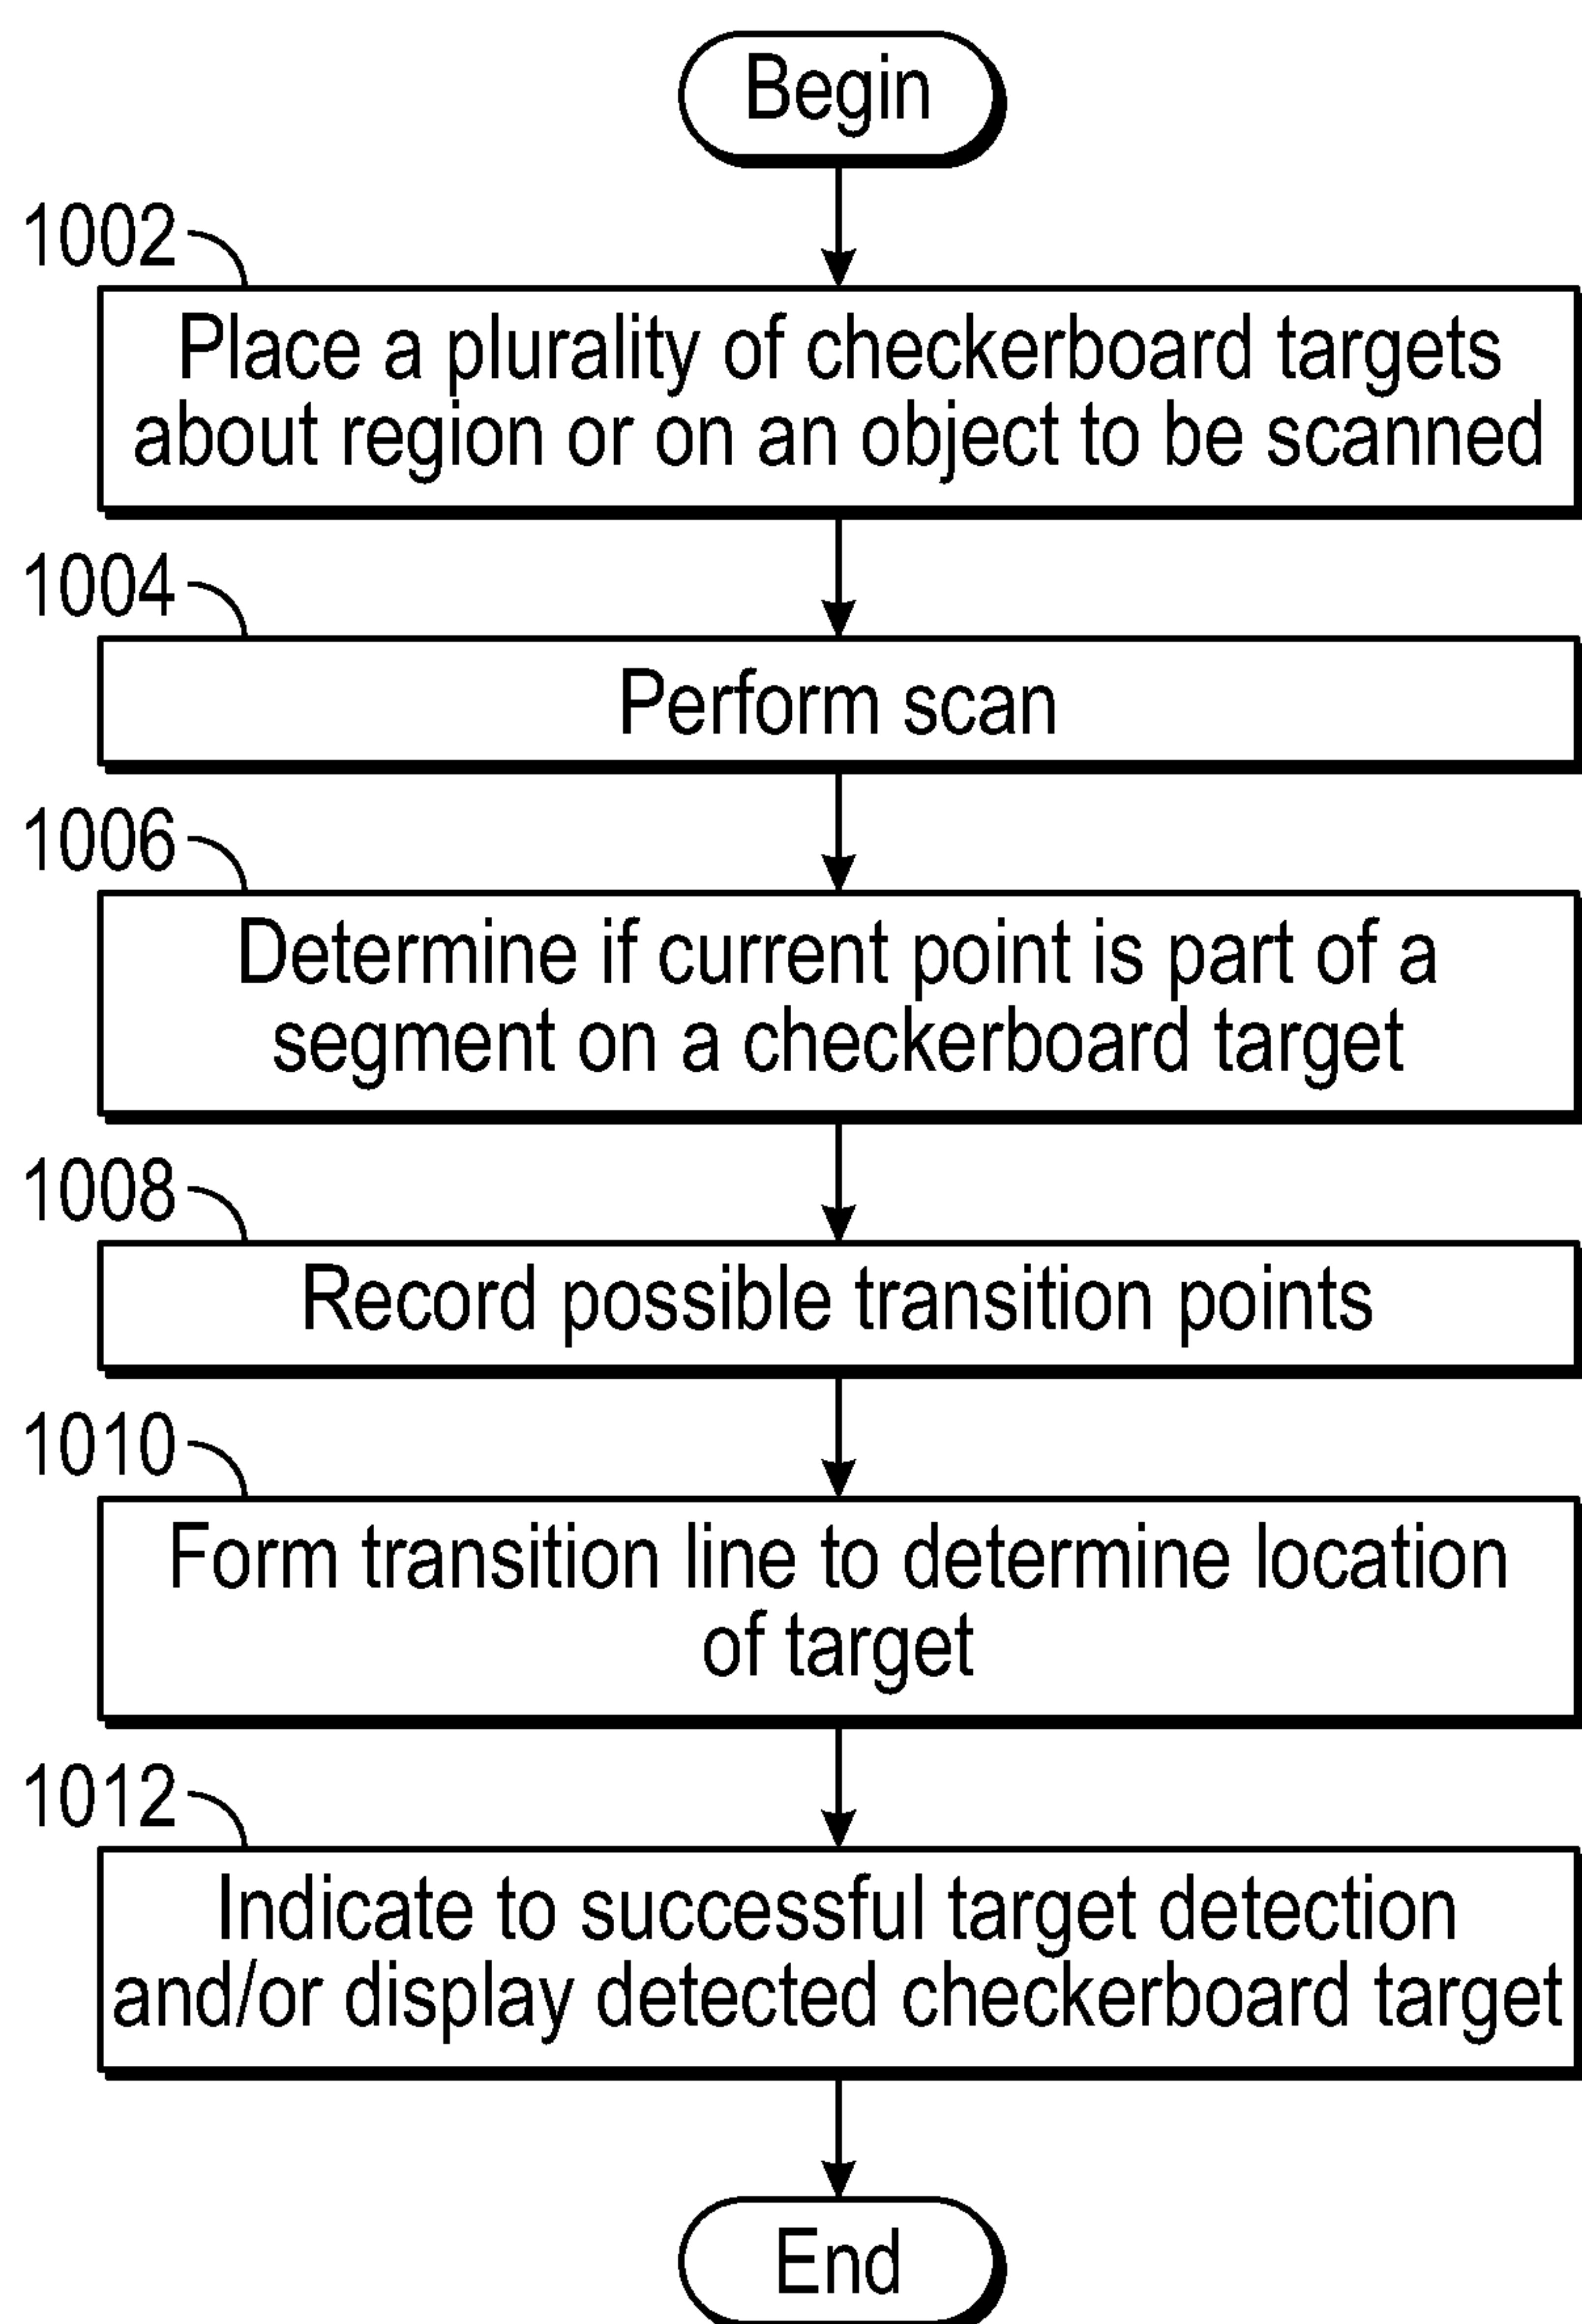 Begin
1002
Place a plurality of checkerboard targets
about region or on an object to be scanned
1004
Perform scan
1006
Determine if current point is part of a
segment on a checkerboard target
1008
Record possible transition points
1010
Form transition line to determine location
of target
1012
Indicate to successful target detection
and/or display detected checkerboard target
End